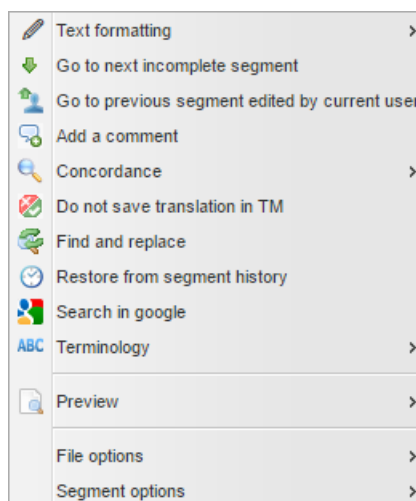 Text formatting
Go to next incomplete segment
Go to previous segment edited by current user
Add a comment
Concordance
Do not save translation in TM
Find and replace
Restore from segment history
Search in google
ABC Terminology
Preview
File options
Segment options